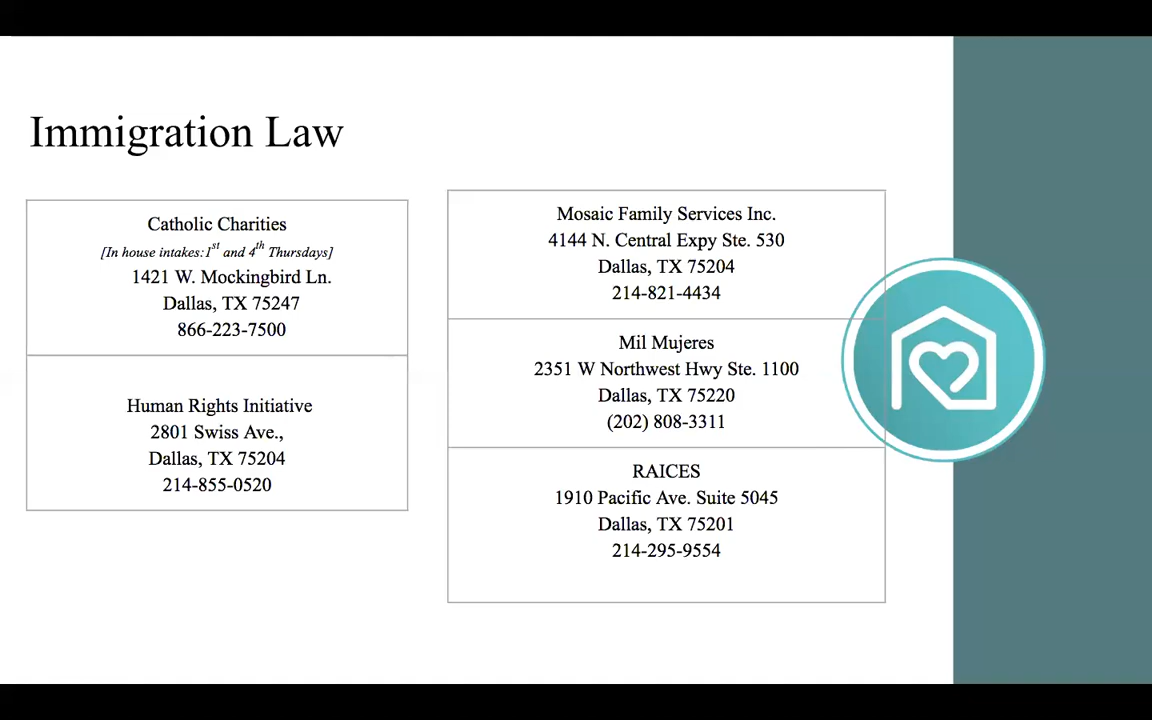 Immigration Law
Catholic Charities
[In house intakes:1st and 4th Thursdays]
1421 W. Mockingbird Ln.
Dallas, TX 75247
866-223-7500
Human Rights Initiative
2801 Swiss Ave.,
Dallas, TX 75204
214-855-0520
Mosaic Family Services Inc.
4144 N. Central Expy Ste. 530
Dallas, TX 75204
214-821-4434
Mil Mujeres
2351 W Northwest Hwy Ste. 1100
Dallas, TX 75220
(202) 808-3311
RAICES
1910 Pacific Ave. Suite 5045
Dallas, TX 75201
214-295-9554